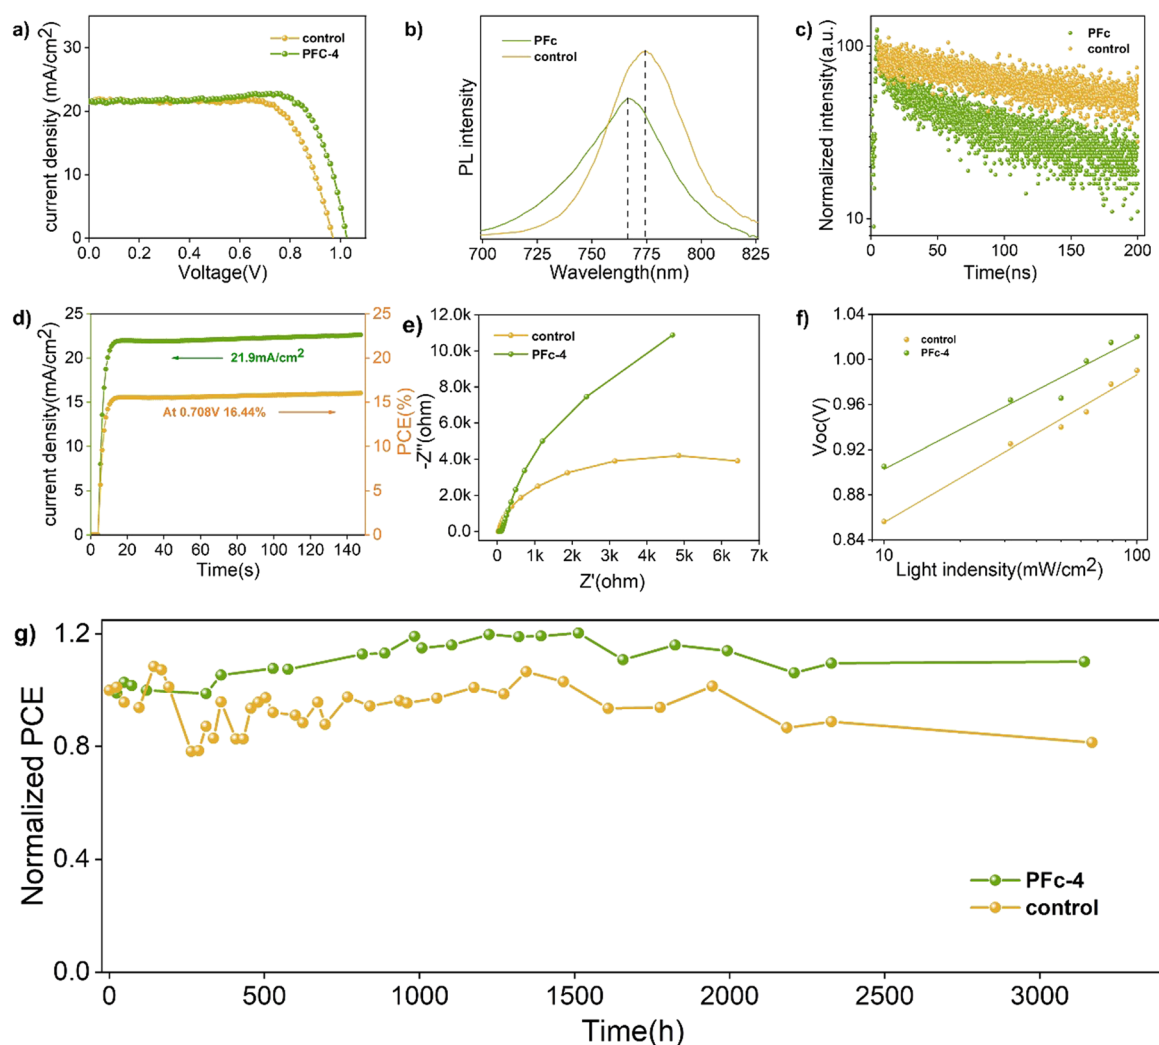 a)
current density (mA/cm²)
30
20
10
0
control
PFC-4
0.0 0.2 0.4 0.6 0.8 1.0
Voltage(V)
b)
PL intensity
PFc
control
700 725 750 775 800 825
Wavelength(nm)
c)
Normalized intensity(a.u.)
100
10
PFc
control
0 50 100 150 200
Time(ns)
d)
current density(mA/cm²)
25
20
15
10
5
0
21.9mA/cm²
At 0.708V 16.44%
25
20
15
10
5
0
PCE(%)
0 20 40 60 80 100 120 140
Time(s)
e)
-Z''(ohm)
12.0k
10.0k
8.0k
6.0k
4.0k
2.0k
0.0
control
PFc-4
0 1k 2k 3k 4k 5k 6k 7k
Z'(ohm)
f)
Voc(V)
1.04
1.00
0.96
0.92
0.88
0.84
control
PFc-4
10 100
Light indensity(mW/cm²)
g)
Normalized PCE
1.2
0.8
0.4
0.0
PFc-4
control
0 500 1000 1500 2000 2500 3000
Time(h)